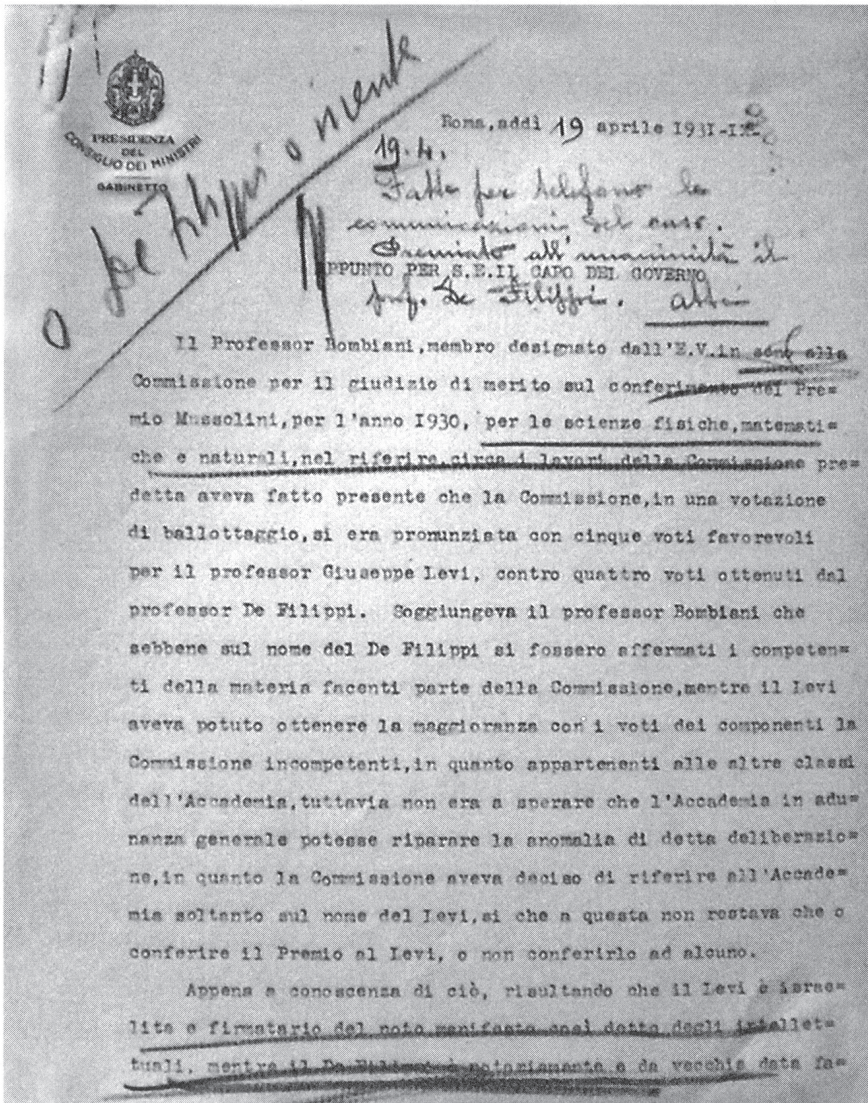 o De Filippi o niente
PRESIDENZA
DEL
CONSIGLIO DEI MINISTRI
GABINETTO
Roma, addì 19 aprile I93I-
19.4.
Fatte per telefono le
comunicazioni del caso.
Premiato all'unanimità il
PPUNTO PER S.E.IL CAPO DEL GOVERNO
prof. De Filippi. atti
Il Professor Bombiani,membro designato dall'E.V.in seno alla
Commissione per il giudizio di merito sul conferimento del Pre=
mio Mussolini,per l'anno I930, per le scienze fisiche,matemati=
che e naturali,nel riferire,circa i lavori della Commissione pre=
detta aveva fatto presente che la Commissione,in una votazione
di ballottaggio,si era pronunziata con cinque voti favorevoli
per il professor Giuseppe Levi, contro quattro voti ottenuti dal
professor De Filippi. Soggiungeva il professor Bombiani che
sebbene sul nome del De Filippi si fossero affermati i competen=
ti della materia facenti parte della Commissione,mentre il Levi
aveva potuto ottenere la maggioranza con i voti dei componenti la
Commissione incompetenti,in quanto appartenenti alle altre classi
dell'Accademia,tuttavia non era a sperare che l'Accademia in adu=
nanza generale potesse riparare la anomalia di detta deliberazio=
ne,in quanto la Commissione aveva deciso di riferire all'Accade=
mia soltanto sul nome del Levi,si che a questa non restava che o
conferire il Premio al Levi, o non conferirlo ad alcuno.
Appena a conoscenza di ciò, risultando che il Levi è israe=
lita e firmatario del noto manifesto così detto degli intellet=
tuali, mentre il De Filippi è notoriamente e da vecchia data fa=